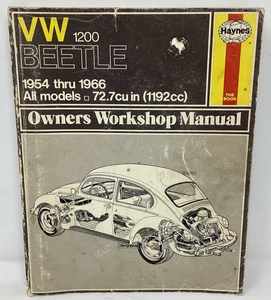 VW 1200
BEETLE
1954 thru 1966
All models □ 72.7cu in (1192cc)
Haynes
THE BOOK
Owners Workshop Manual